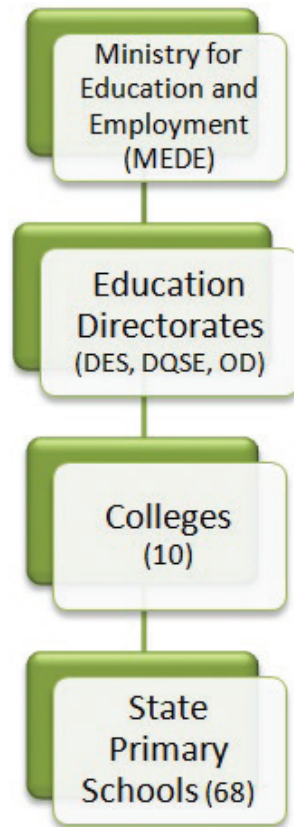 Ministry for
Education and
Employment
(MEDE)
Education
Directorates
(DES, DQSE, OD)
Colleges
(10)
State
Primary
Schools (68)